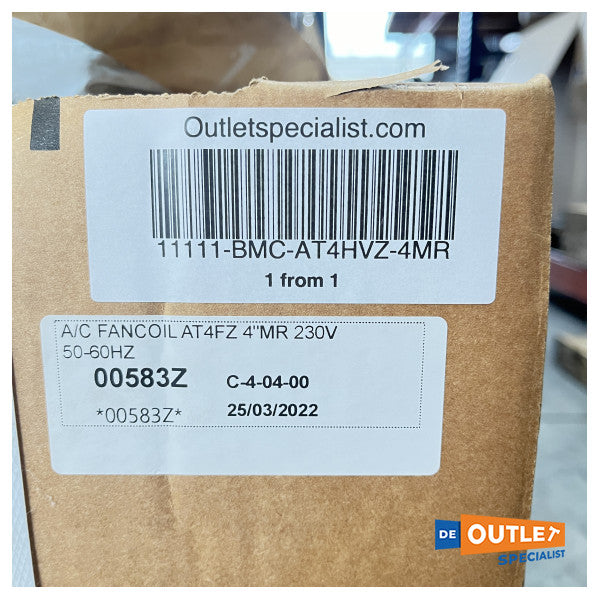 Outletspecialist.com
11111-BMC-AT4HVZ-4MR
1 from 1
A/C FANCOIL AT4FZ 4"MR 230V
50-60HZ
00583Z C-4-04-00
*00583Z* 25/03/2022
DE OUTLET
SPECIALIST